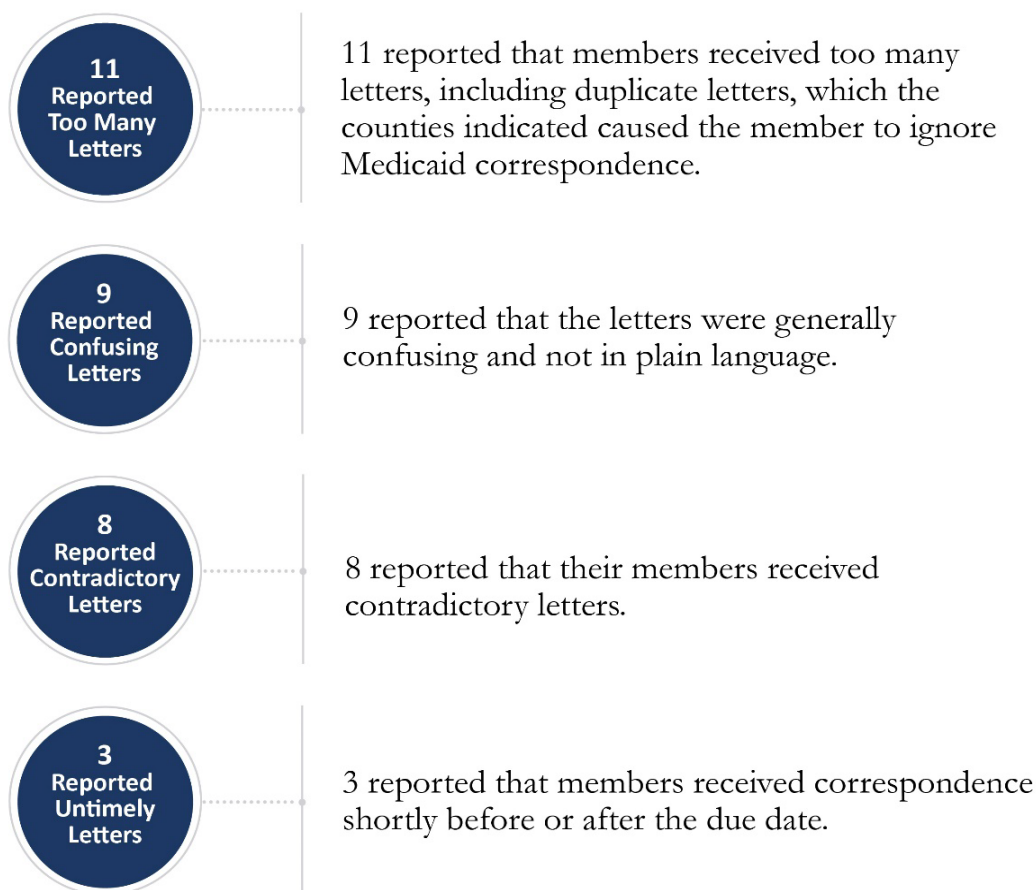 11
Reported
Too Many
Letters
11 reported that members received too many
letters, including duplicate letters, which the
counties indicated caused the member to ignore
Medicaid correspondence.
9
Reported
Confusing
Letters
9 reported that the letters were generally
confusing and not in plain language.
8
Reported
Contradictory
Letters
8 reported that their members received
contradictory letters.
3
Reported
Untimely
Letters
3 reported that members received correspondence
shortly before or after the due date.